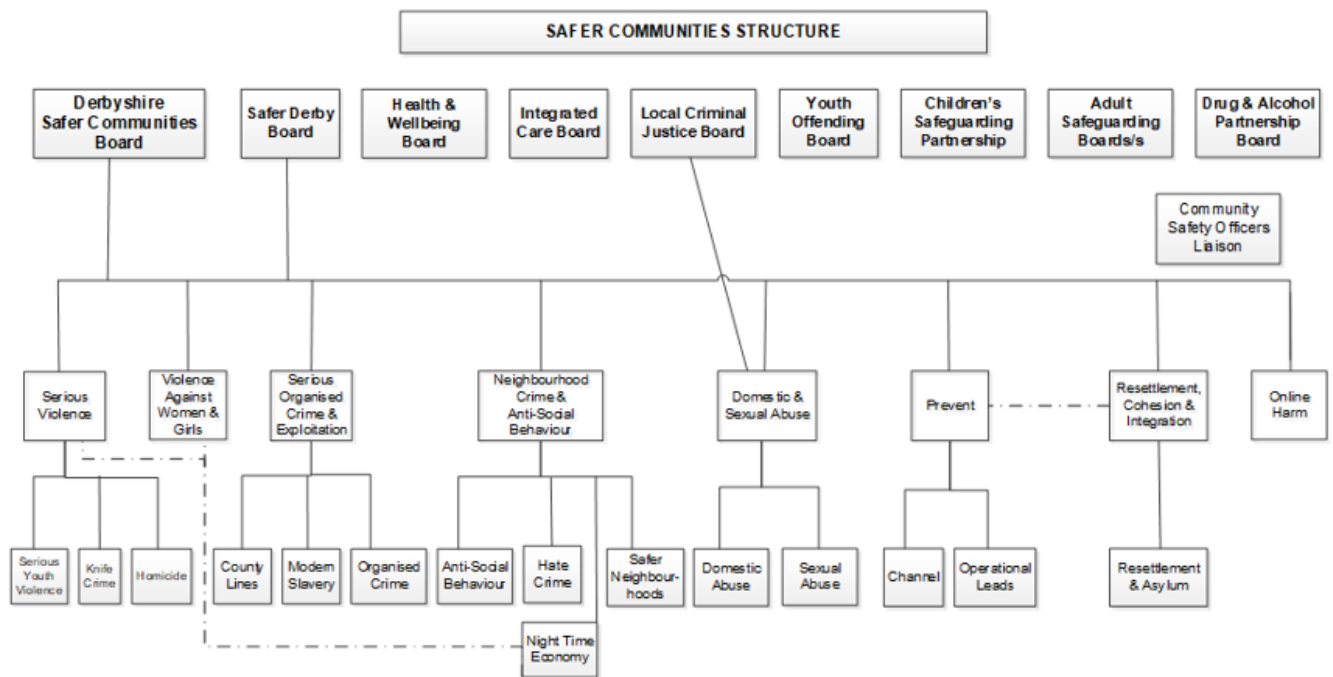 SAFER COMMUNITIES STRUCTURE
Derbyshire
Safer Communities
Board
Safer Derby
Board
Health &
Wellbeing
Board
Integrated
Care Board
Local Criminal
Justice Board
Youth
Offending
Board
Children's
Safeguarding
Partnership
Adult
Safeguarding
Boards/s
Drug & Alcohol
Partnership
Board
Community
Safety Officers
Liaison
Serious
Violence
Violence
Against
Women &
Girls
Serious
Organised
Crime &
Exploitation
Neighbourhood
Crime &
Anti-Social
Behaviour
Domestic &
Sexual Abuse
Prevent
Resettlement,
Cohesion &
Integration
Online
Harm
Serious
Youth
Violence
Knife
Crime
Homicide
County
Lines
Modern
Slavery
Organised
Crime
Anti-Social
Behaviour
Hate
Crime
Safer
Neighbour-
hoods
Domestic
Abuse
Sexual
Abuse
Channel
Operational
Leads
Resettlement
& Asylum
Night Time
Economy